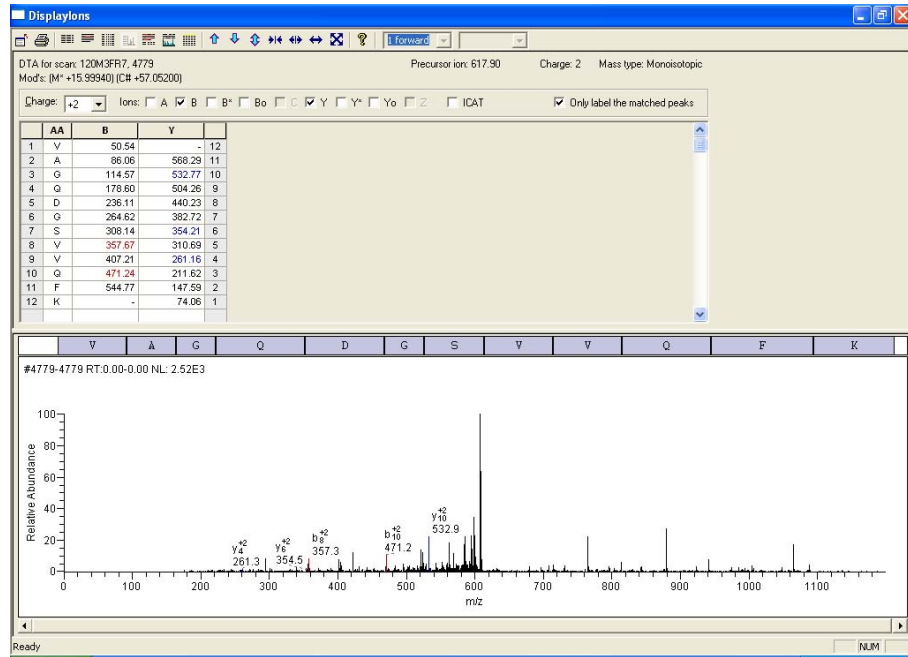 DisplayIons
1 forward
DTA for scan: 120M3FR7, 4779 Precursor ion: 617.90 Charge: 2 Mass type: Monoisotopic
Mod's: (M* +15.99940) (C# +57.05200)
Charge: +2 Ions: A B B* Bo C Y Y* Yo Z ICAT Only label the matched peaks
AA B Y
1 V 50.54 - 12
2 A 86.06 568.29 11
3 G 114.57 532.77 10
4 Q 178.60 504.26 9
5 D 236.11 440.23 8
6 G 264.62 382.72 7
7 S 308.14 354.21 6
8 V 357.67 310.69 5
9 V 407.21 261.16 4
10 Q 471.24 211.62 3
11 F 544.77 147.59 2
12 K - 74.06 1
V A G Q D G S V V Q F K
#4779-4779 RT:0.00-0.00 NL: 2.52E3
100
80
60
40
20
0
Relative Abundance
y4+2
261.3
y6+2
354.5
b8+2
357.3
b10+2
471.2
y10+2
532.9
0 100 200 300 400 500 600 700 800 900 1000 1100
m/z
Ready NUM